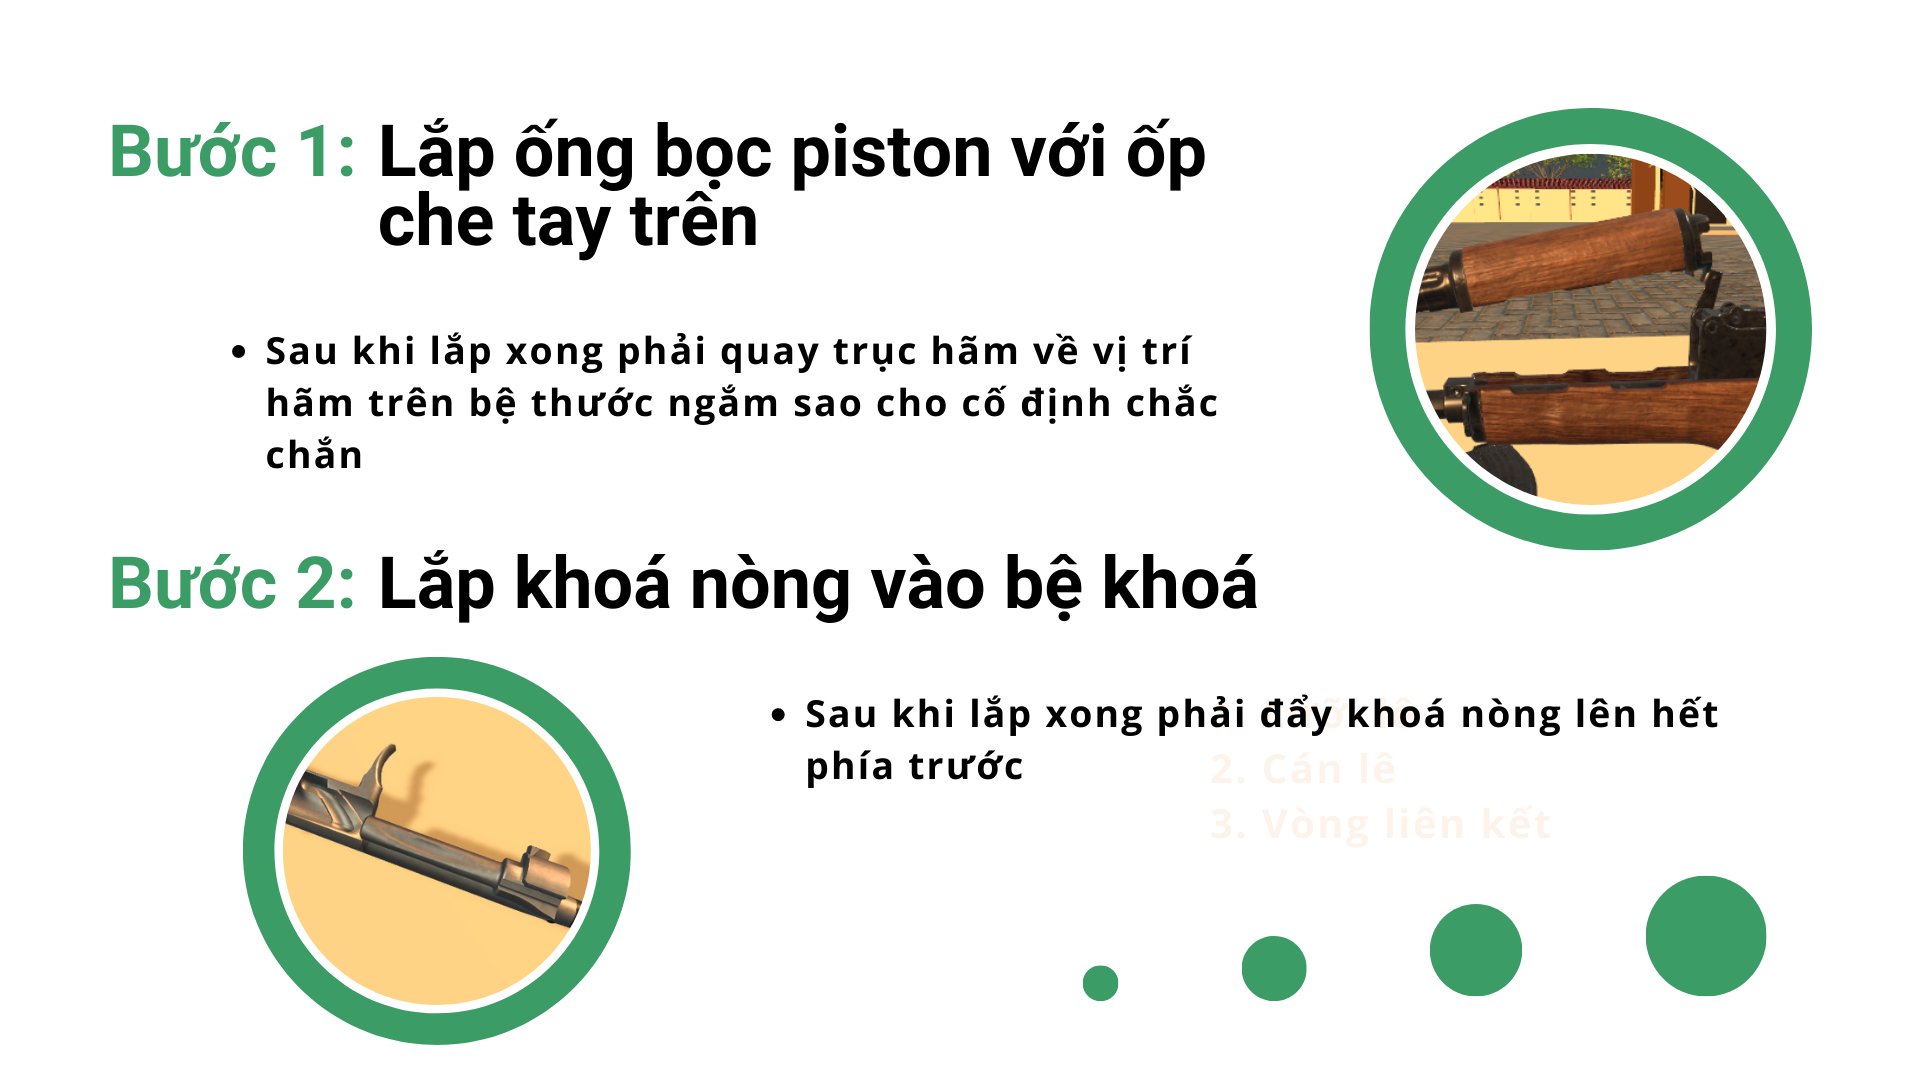 Bước 1: Lắp ống bọc piston với ốp
che tay trên
• Sau khi lắp xong phải quay trục hãm về vị trí
hãm trên bệ thước ngắm sao cho cố định chắc
chắn
Bước 2: Lắp khoá nòng vào bệ khoá
• Sau khi lắp xong phải đẩy khoá nòng lên hết
phía trước
2. Cán lê
3. Vòng liên kết